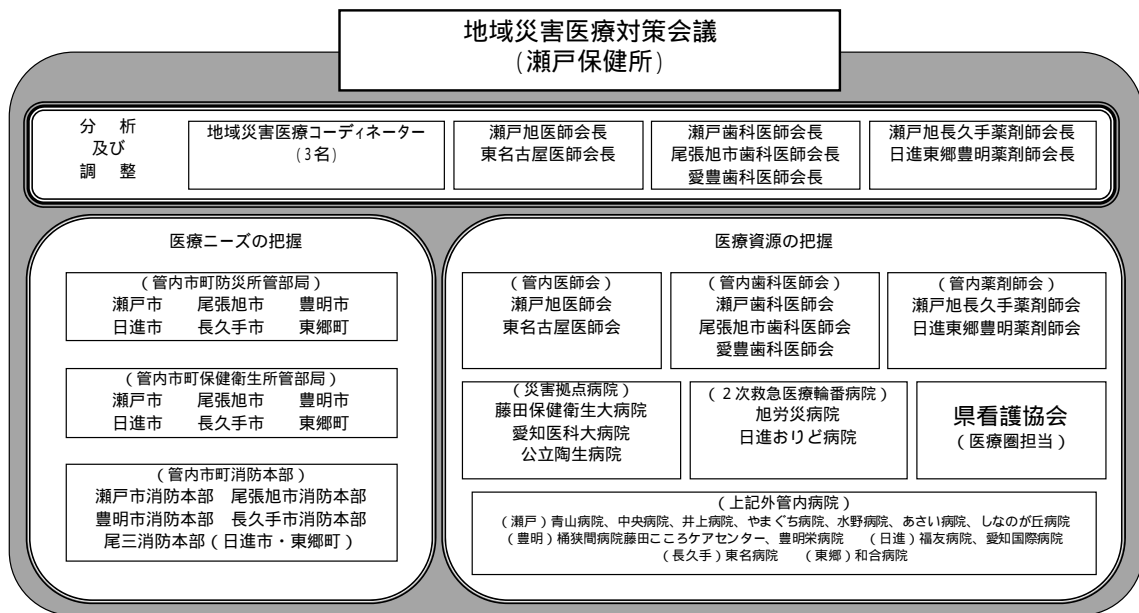 地域災害医療対策会議
(瀬戸保健所)
分　析
及び
調　整
地域災害医療コーディネーター
(3名)
瀬戸旭医師会長
東名古屋医師会長
瀬戸歯科医師会長
尾張旭市歯科医師会長
愛豊歯科医師会長
瀬戸旭長久手薬剤師会長
日進東郷豊明薬剤師会長
医療ニーズの把握
(管内市町防災所管部局)
瀬戸市　尾張旭市　豊明市
日進市　長久手市　東郷町
(管内市町保健衛生所管部局)
瀬戸市　尾張旭市　豊明市
日進市　長久手市　東郷町
(管内市町消防本部)
瀬戸市消防本部　尾張旭市消防本部
豊明市消防本部　長久手市消防本部
尾三消防本部(日進市・東郷町)
医療資源の把握
(管内医師会)
瀬戸旭医師会
東名古屋医師会
(管内歯科医師会)
瀬戸歯科医師会
尾張旭市歯科医師会
愛豊歯科医師会
(管内薬剤師会)
瀬戸旭長久手薬剤師会
日進東郷豊明薬剤師会
(災害拠点病院)
藤田保健衛生大病院
愛知医科大病院
公立陶生病院
(2次救急医療輪番病院)
旭労災病院
日進おりど病院
県看護協会
(医療圏担当)
(上記外管内病院)
(瀬戸)青山病院、中央病院、井上病院、やまぐち病院、水野病院、あさい病院、しなのが丘病院
(豊明)桶狭間病院藤田こころケアセンター、豊明栄病院　(日進)福友病院、愛知国際病院
(長久手)東名病院　(東郷)和合病院